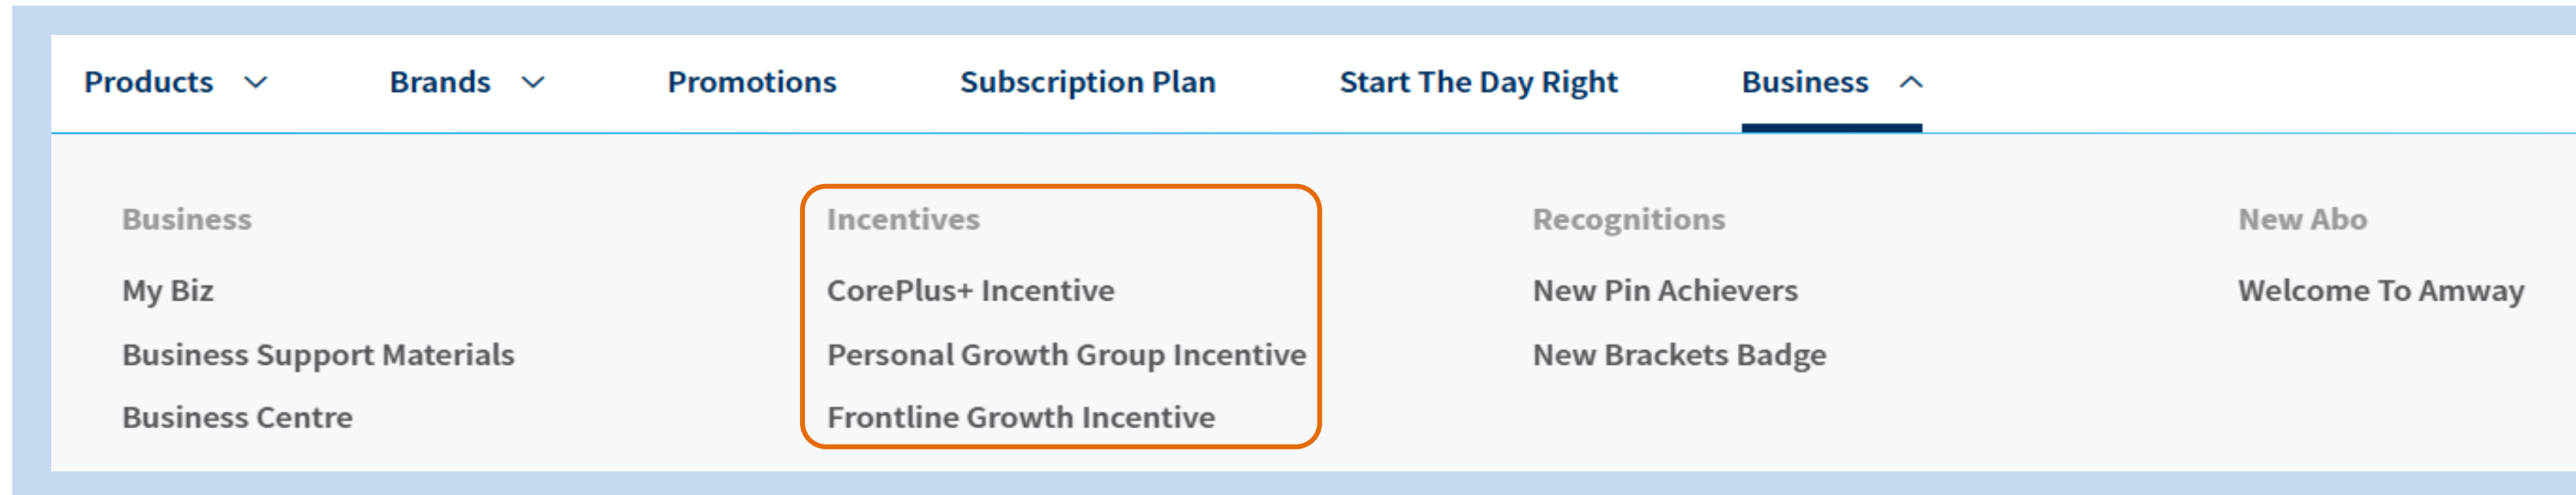 Products Brands Promotions Subscription Plan Start The Day Right Business
Business
My Biz
Business Support Materials
Business Centre
Incentives
CorePlus+ Incentive
Personal Growth Group Incentive
Frontline Growth Incentive
Recognitions
New Pin Achievers
New Brackets Badge
New Abo
Welcome To Amway